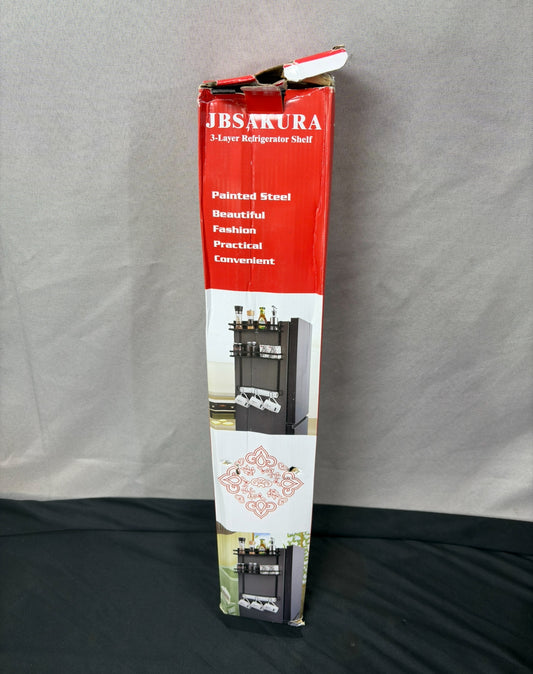 JBSAKURA
3-Layer Refrigerator Shelf
Painted Steel
Beautiful
Fashion
Practical
Convenient